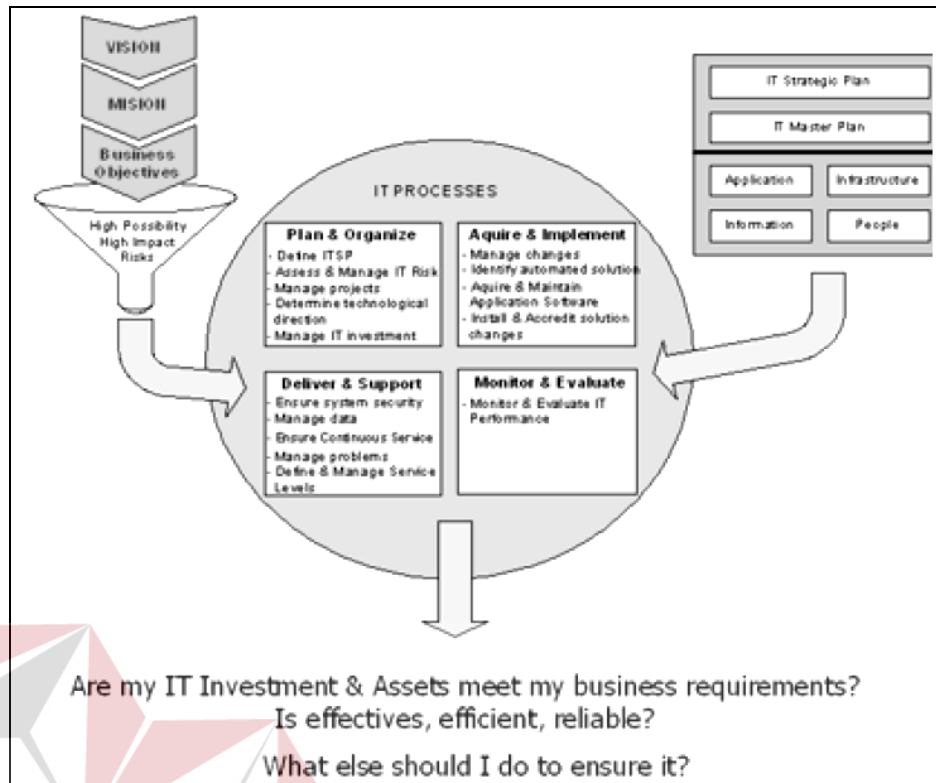 VISION
MISION
Business
Objectives
High Possibility
High Impact
Risks
IT Strategic Plan
IT Master Plan
Application
Infrastructure
Information
People
IT PROCESSES
Plan & Organize
- Define ITSP
- Assess & Manage IT Risk
- Manage projects
- Determine technological
direction
- Manage IT investment
Aquire & Implement
- Manage changes
- Identify automated solution
- Aquire & Maintain
Application Software
- Install & Accredit solution
changes
Deliver & Support
- Ensure system security
- Manage data
- Ensure Continuous Service
- Manage problems
- Define & Manage Service
Levels
Monitor & Evaluate
- Monitor & Evaluate IT
Performance
Are my IT Investment & Assets meet my business requirements?
Is effectives, efficient, reliable?
What else should I do to ensure it?